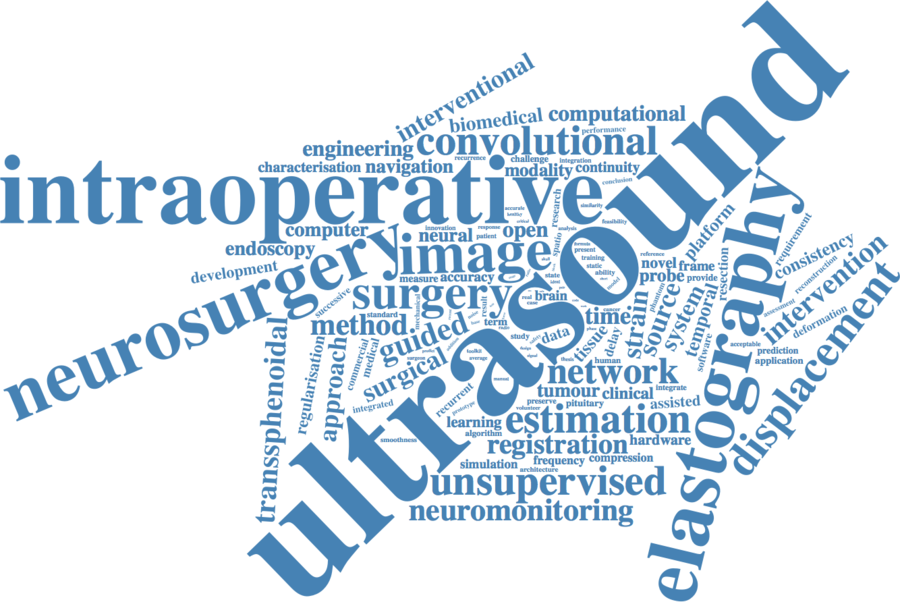 interventional
biomedical
computational
performance
engineering
convolutional
characterisation
navigation
recurrence
challenge
integration
modality
continuity
conclusion
intraoperative
ultrasound
accurate
research
similarity
feasibility
computer
innovation
response
neural
patient
open
analysis
spatio
platform
requirement
endoscopy
neurosurgery
image
present
training
static
ability
model
reference
novel
frame
probe
provide
resection
consistency
reconstruction
intervention
development
measure
accuracy
surgery
real
brain
state
phantom
source
system
temporal
elastography
assessment
deformation
displacement
successive
standard
mechanical
result
method
guided
term
time
strain
delay
tissue
data
study
software
acceptable
prediction
application
transsphenoidal
regularisation
approach
commercial
medical
surgical
integrated
toolkit
average
thesis
human
network
tumour
clinical
integrate
recurrent
prototype
preserve
pituitary
assisted
volunteer
learning
estimation
algorithm
smoothness
registration
hardware
simulation
frequency
compression
architecture
unsupervised
neuromonitoring